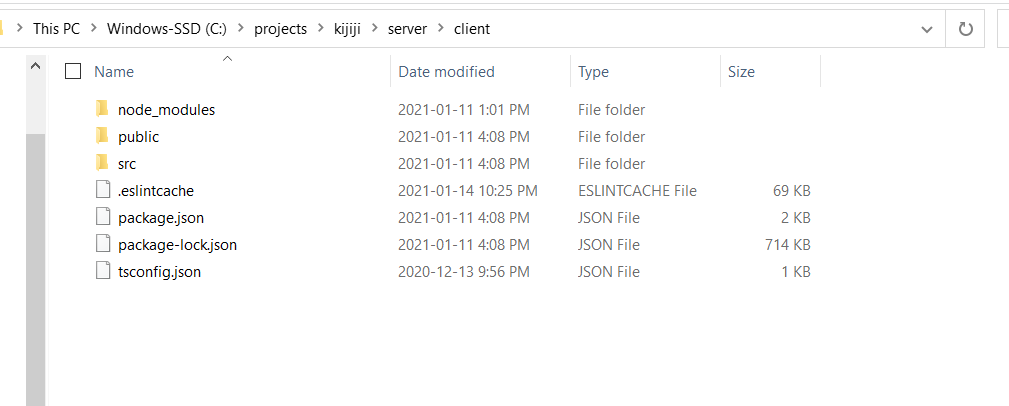 This PC > Windows-SSD (C:) > projects > kijiji > server > client
Name Date modified Type Size
node_modules 2021-01-11 1:01 PM File folder
public 2021-01-11 4:08 PM File folder
src 2021-01-11 4:08 PM File folder
.eslintcache 2021-01-14 10:25 PM ESLINTCACHE File 69 KB
package.json 2021-01-11 4:08 PM JSON File 2 KB
package-lock.json 2021-01-11 4:08 PM JSON File 714 KB
tsconfig.json 2020-12-13 9:56 PM JSON File 1 KB